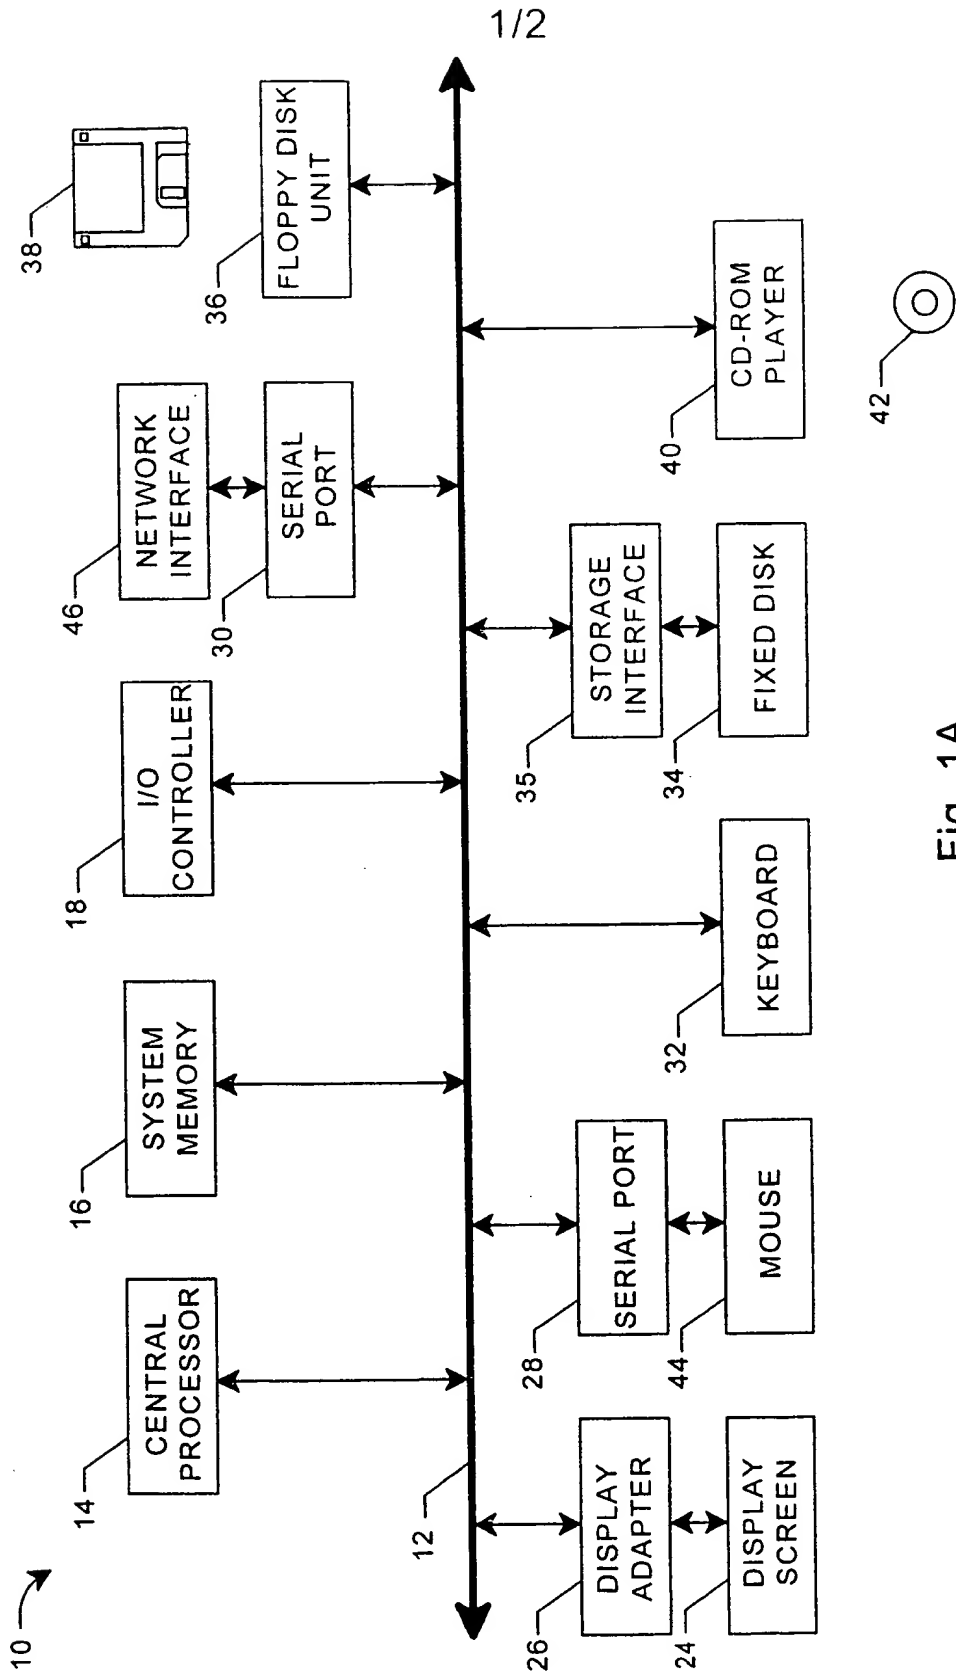 1/2
10
14
CENTRAL
PROCESSOR
16
SYSTEM
MEMORY
18
I/O
CONTROLLER
46
NETWORK
INTERFACE
30
SERIAL
PORT
38
36
FLOPPY DISK
UNIT
12
26
DISPLAY
ADAPTER
24
DISPLAY
SCREEN
28
SERIAL PORT
44
MOUSE
32
KEYBOARD
35
STORAGE
INTERFACE
34
FIXED DISK
40
CD-ROM
PLAYER
42
Fig. 1A